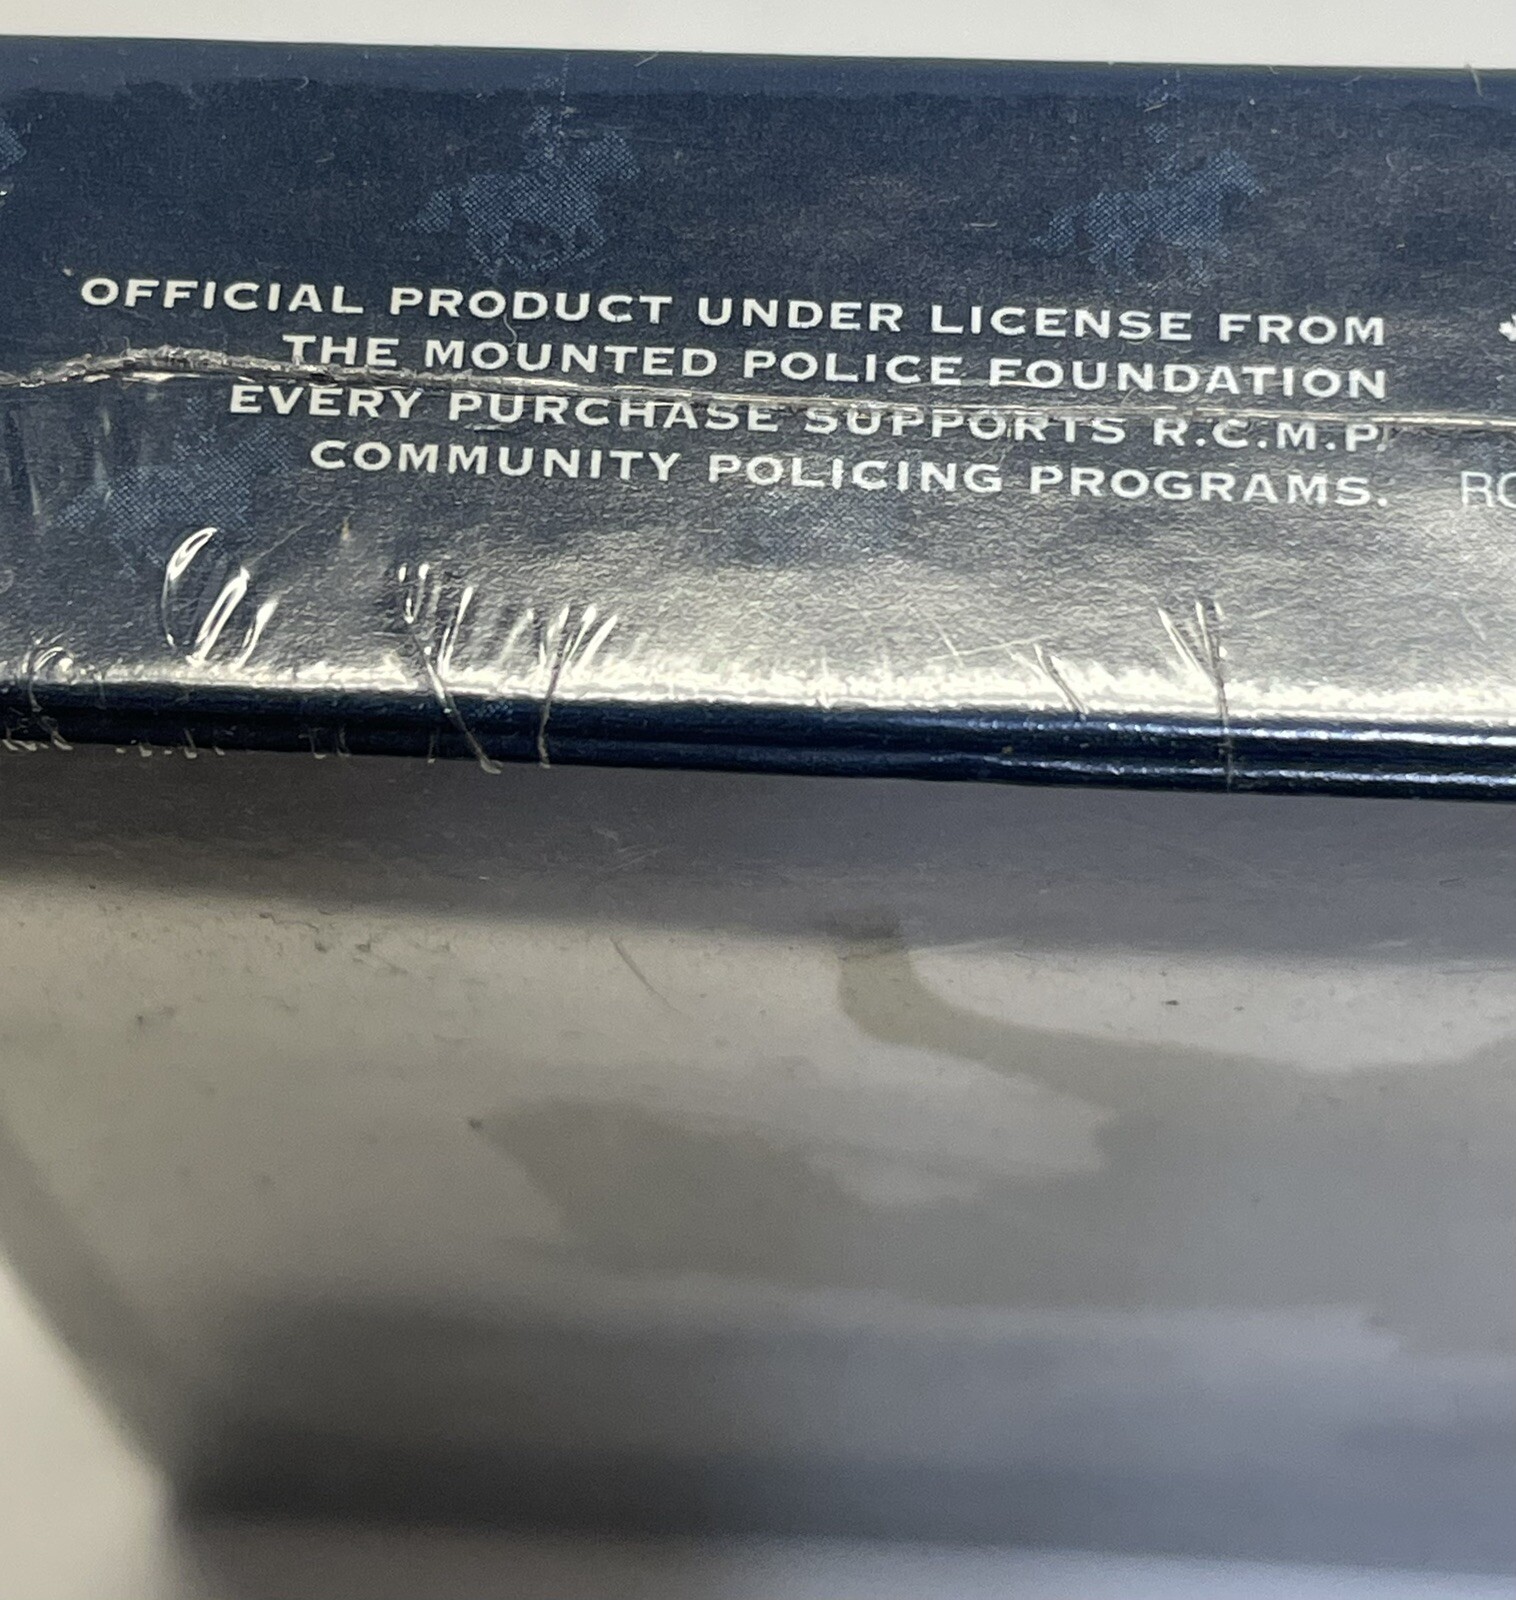 OFFICIAL PRODUCT UNDER LICENSE FROM
THE MOUNTED POLICE FOUNDATION
EVERY PURCHASE SUPPORTS R.C.M.P.
COMMUNITY POLICING PROGRAMS.